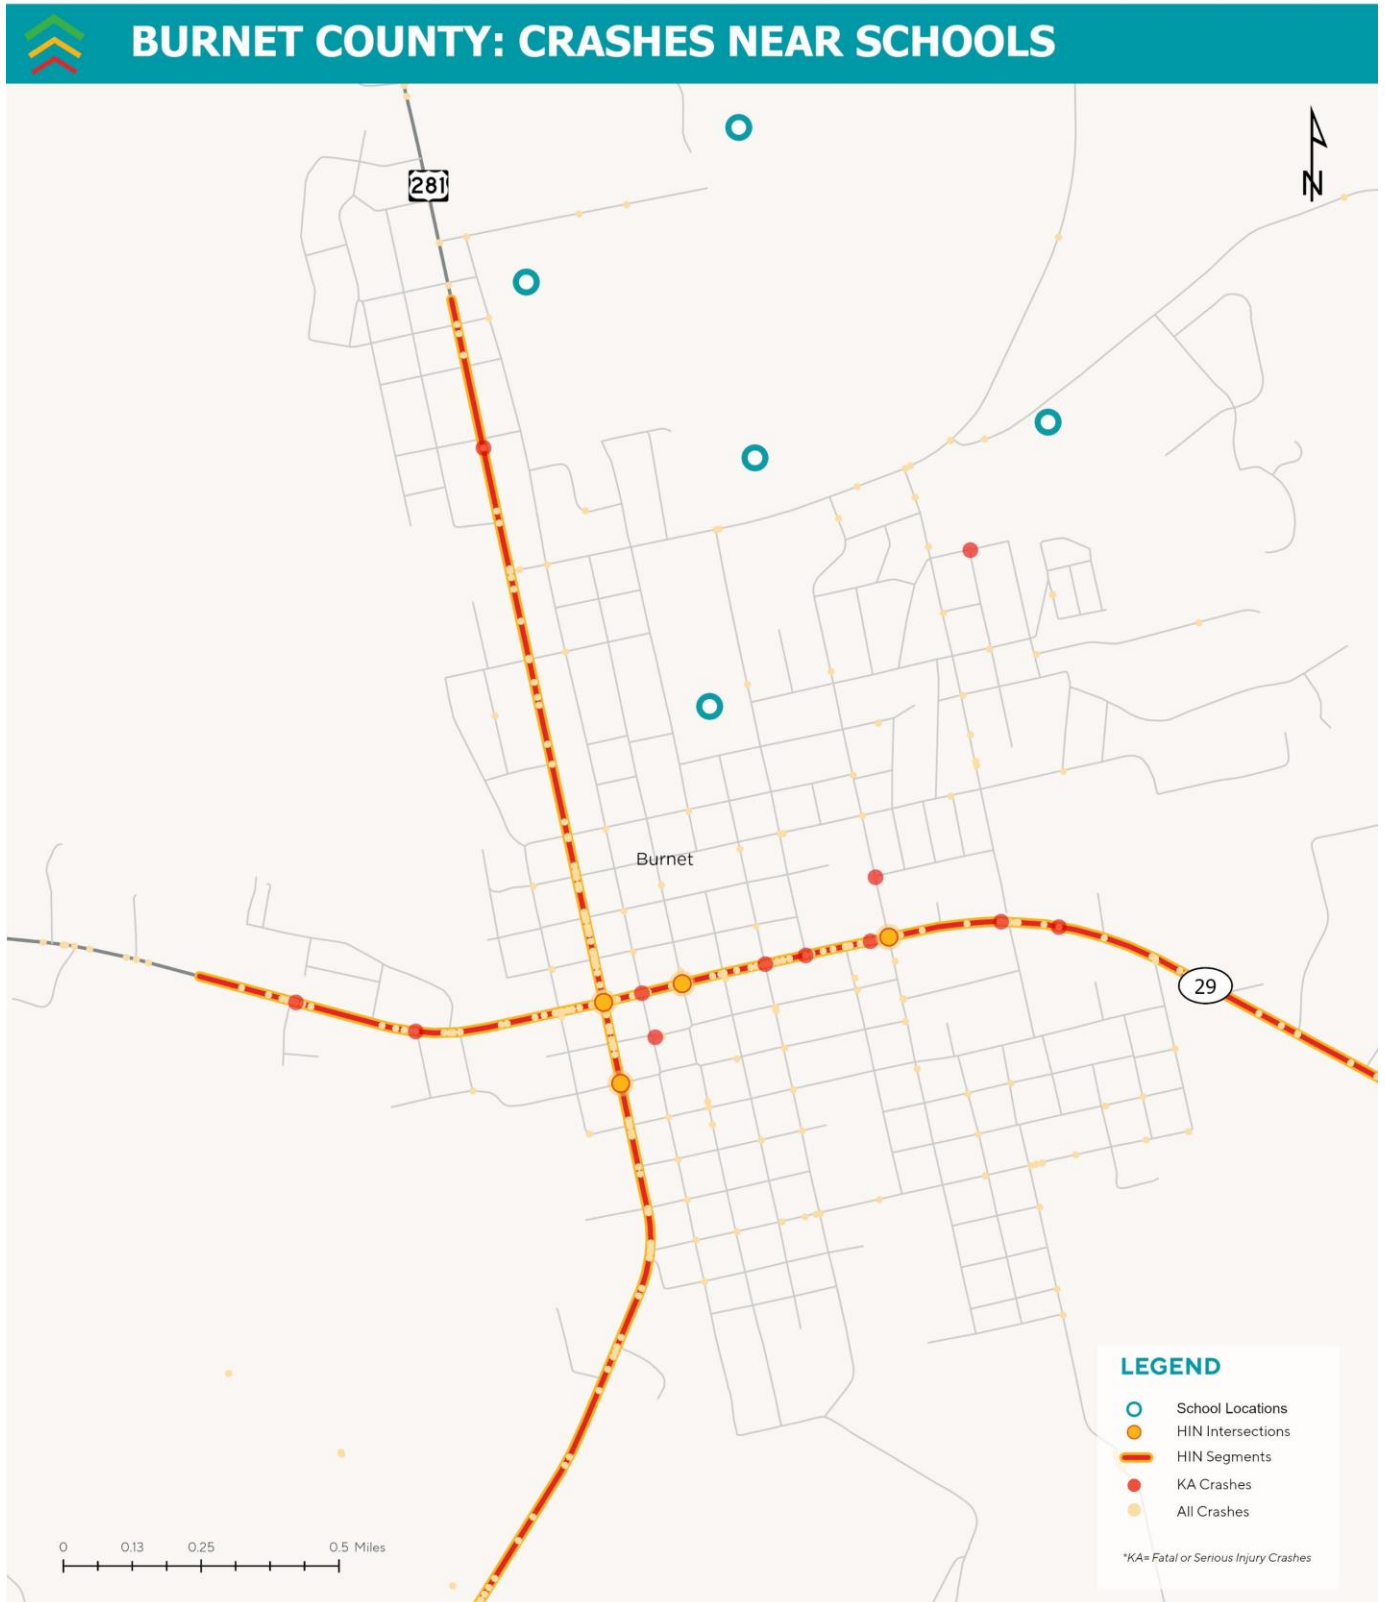 BURNET COUNTY: CRASHES NEAR SCHOOLS
281
N
Burnet
29
LEGEND
School Locations
HIN Intersections
HIN Segments
KA Crashes
All Crashes
*KA= Fatal or Serious Injury Crashes
0 0.13 0.25 0.5 Miles